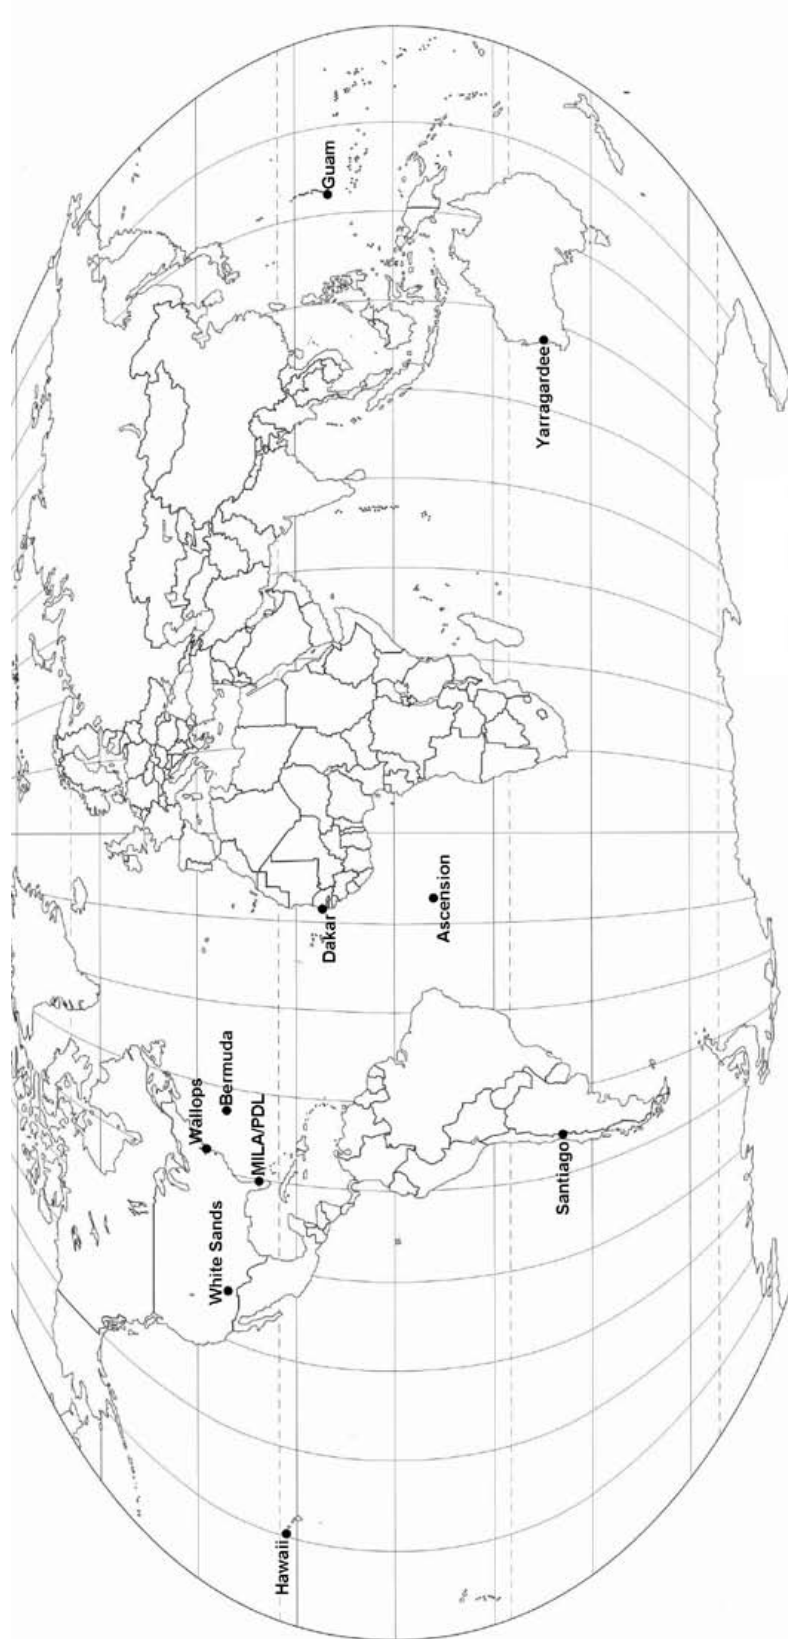 Hawaii
White Sands
Wallops
Bermuda
MILA/PDL
Santiago
Dakar
Ascension
Guam
Yarragardee